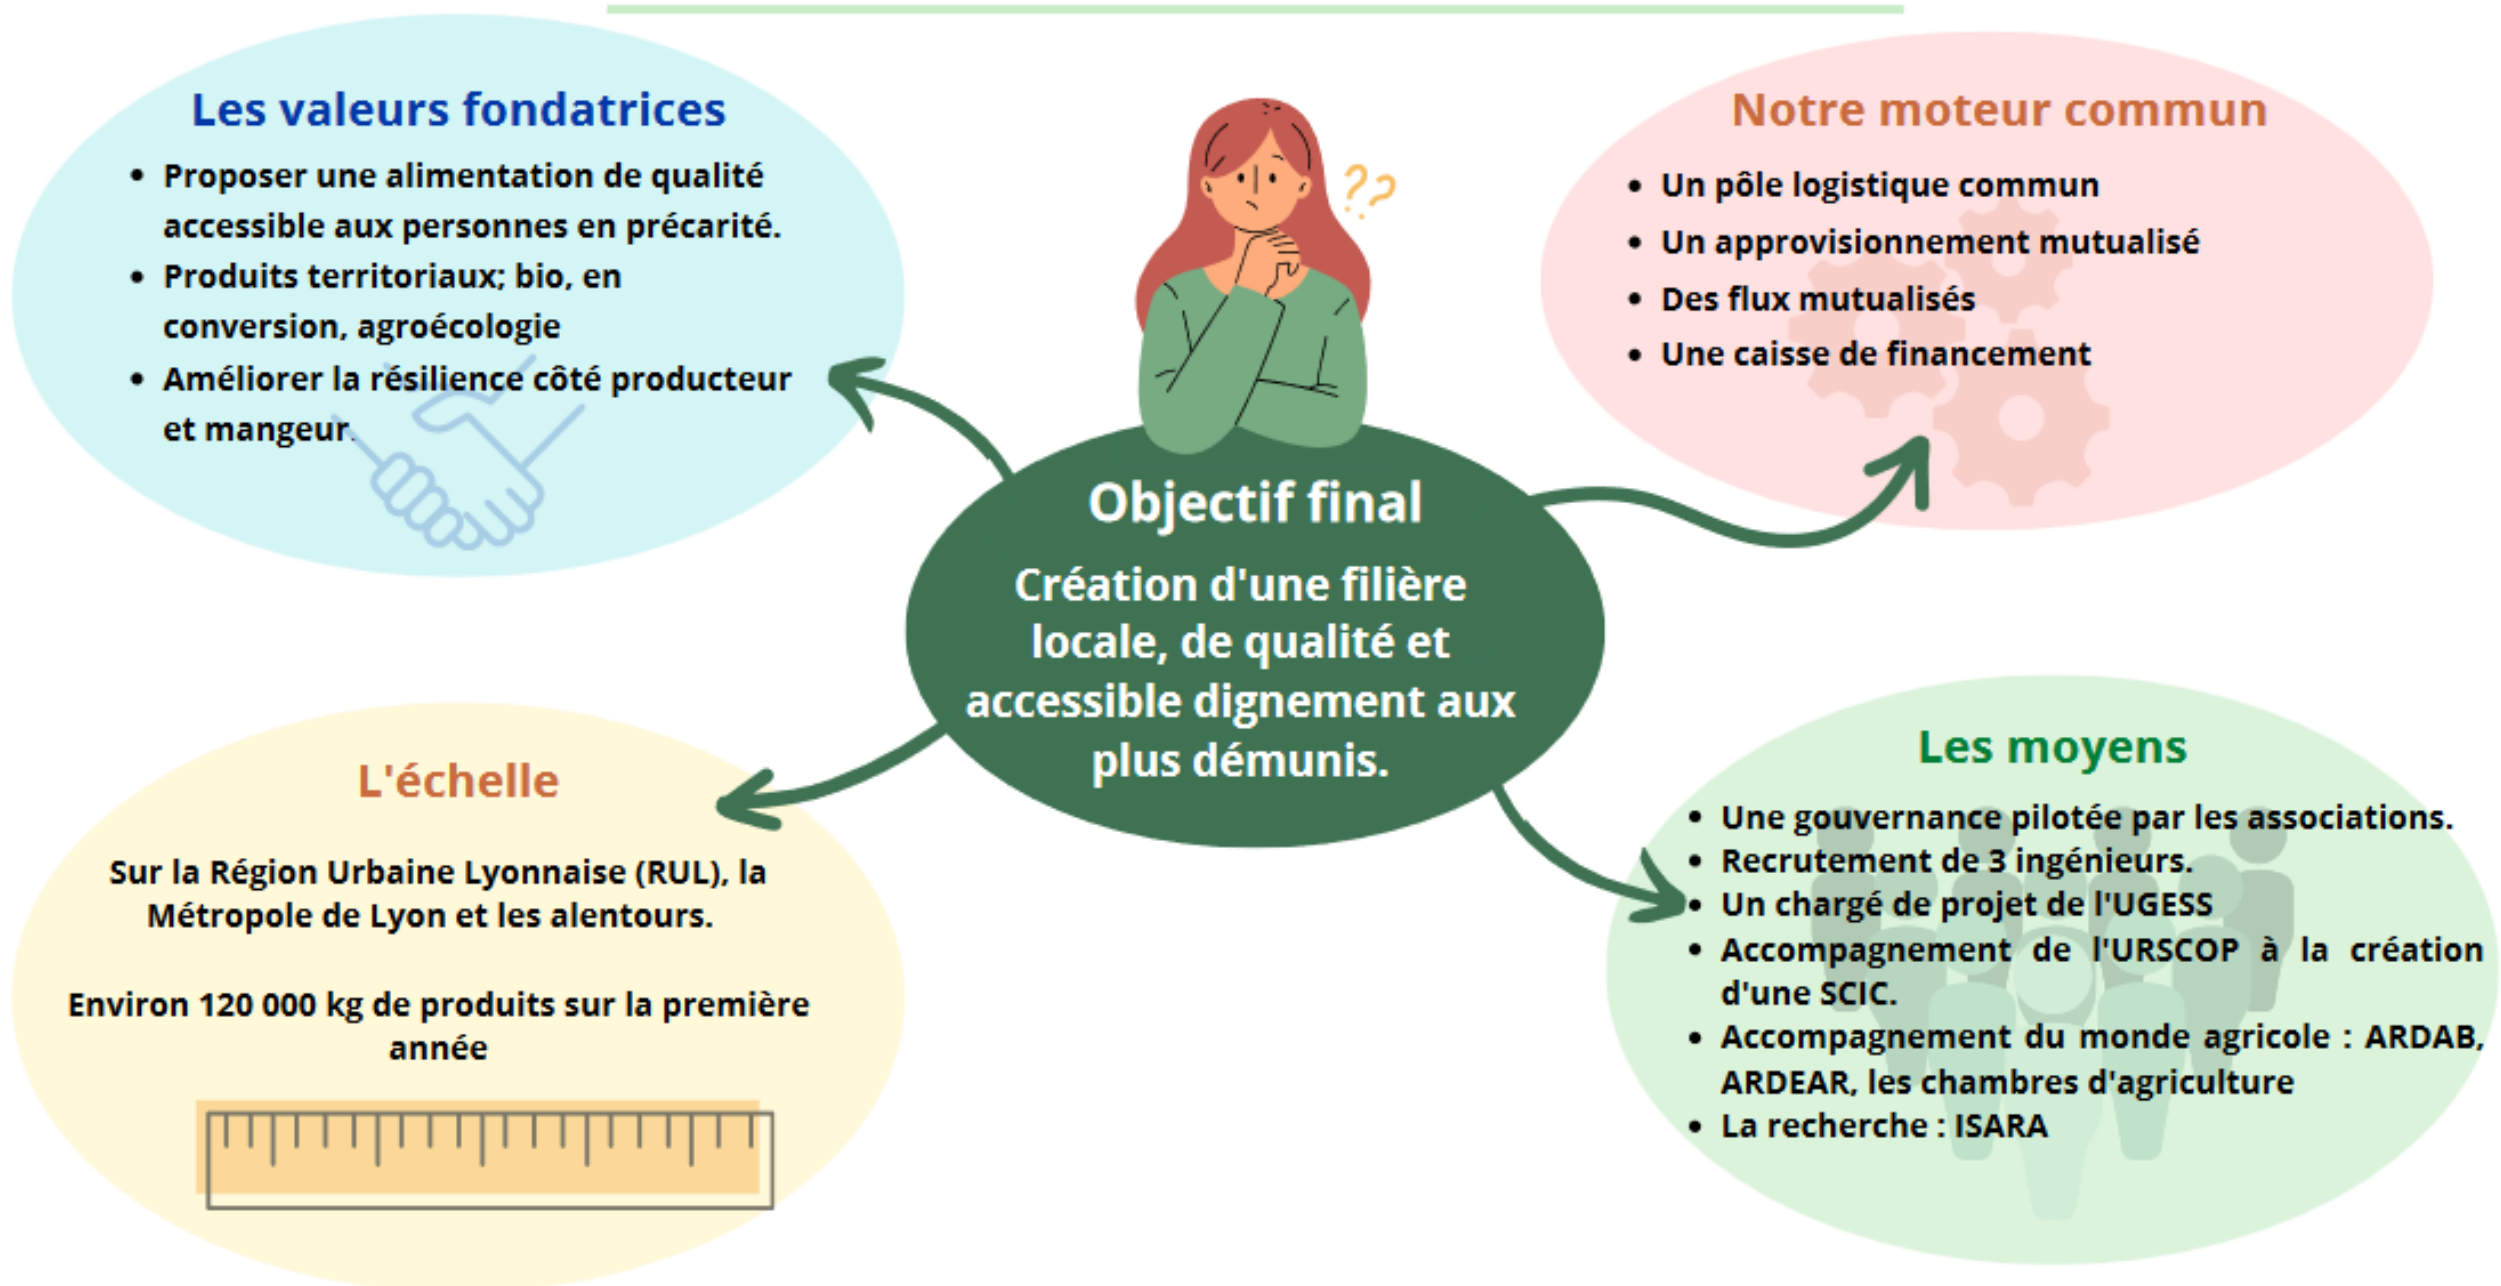 Les valeurs fondatrices
• Proposer une alimentation de qualité
accessible aux personnes en précarité.
• Produits territoriaux; bio, en
conversion, agroécologie
• Améliorer la résilience côté producteur
et mangeur.
??
Notre moteur commun
• Un pôle logistique commun
• Un approvisionnement mutualisé
• Des flux mutualisés
• Une caisse de financement
Objectif final
Création d'une filière
locale, de qualité et
accessible dignement aux
plus démunis.
L'échelle
Sur la Région Urbaine Lyonnaise (RUL), la
Métropole de Lyon et les alentours.
Environ 120 000 kg de produits sur la première
année
Les moyens
• Une gouvernance pilotée par les associations.
• Recrutement de 3 ingénieurs.
• Un chargé de projet de l'UGESS
• Accompagnement de l'URSCOP à la création
d'une SCIC.
• Accompagnement du monde agricole : ARDAB,
ARDEAR, les chambres d'agriculture
• La recherche : ISARA